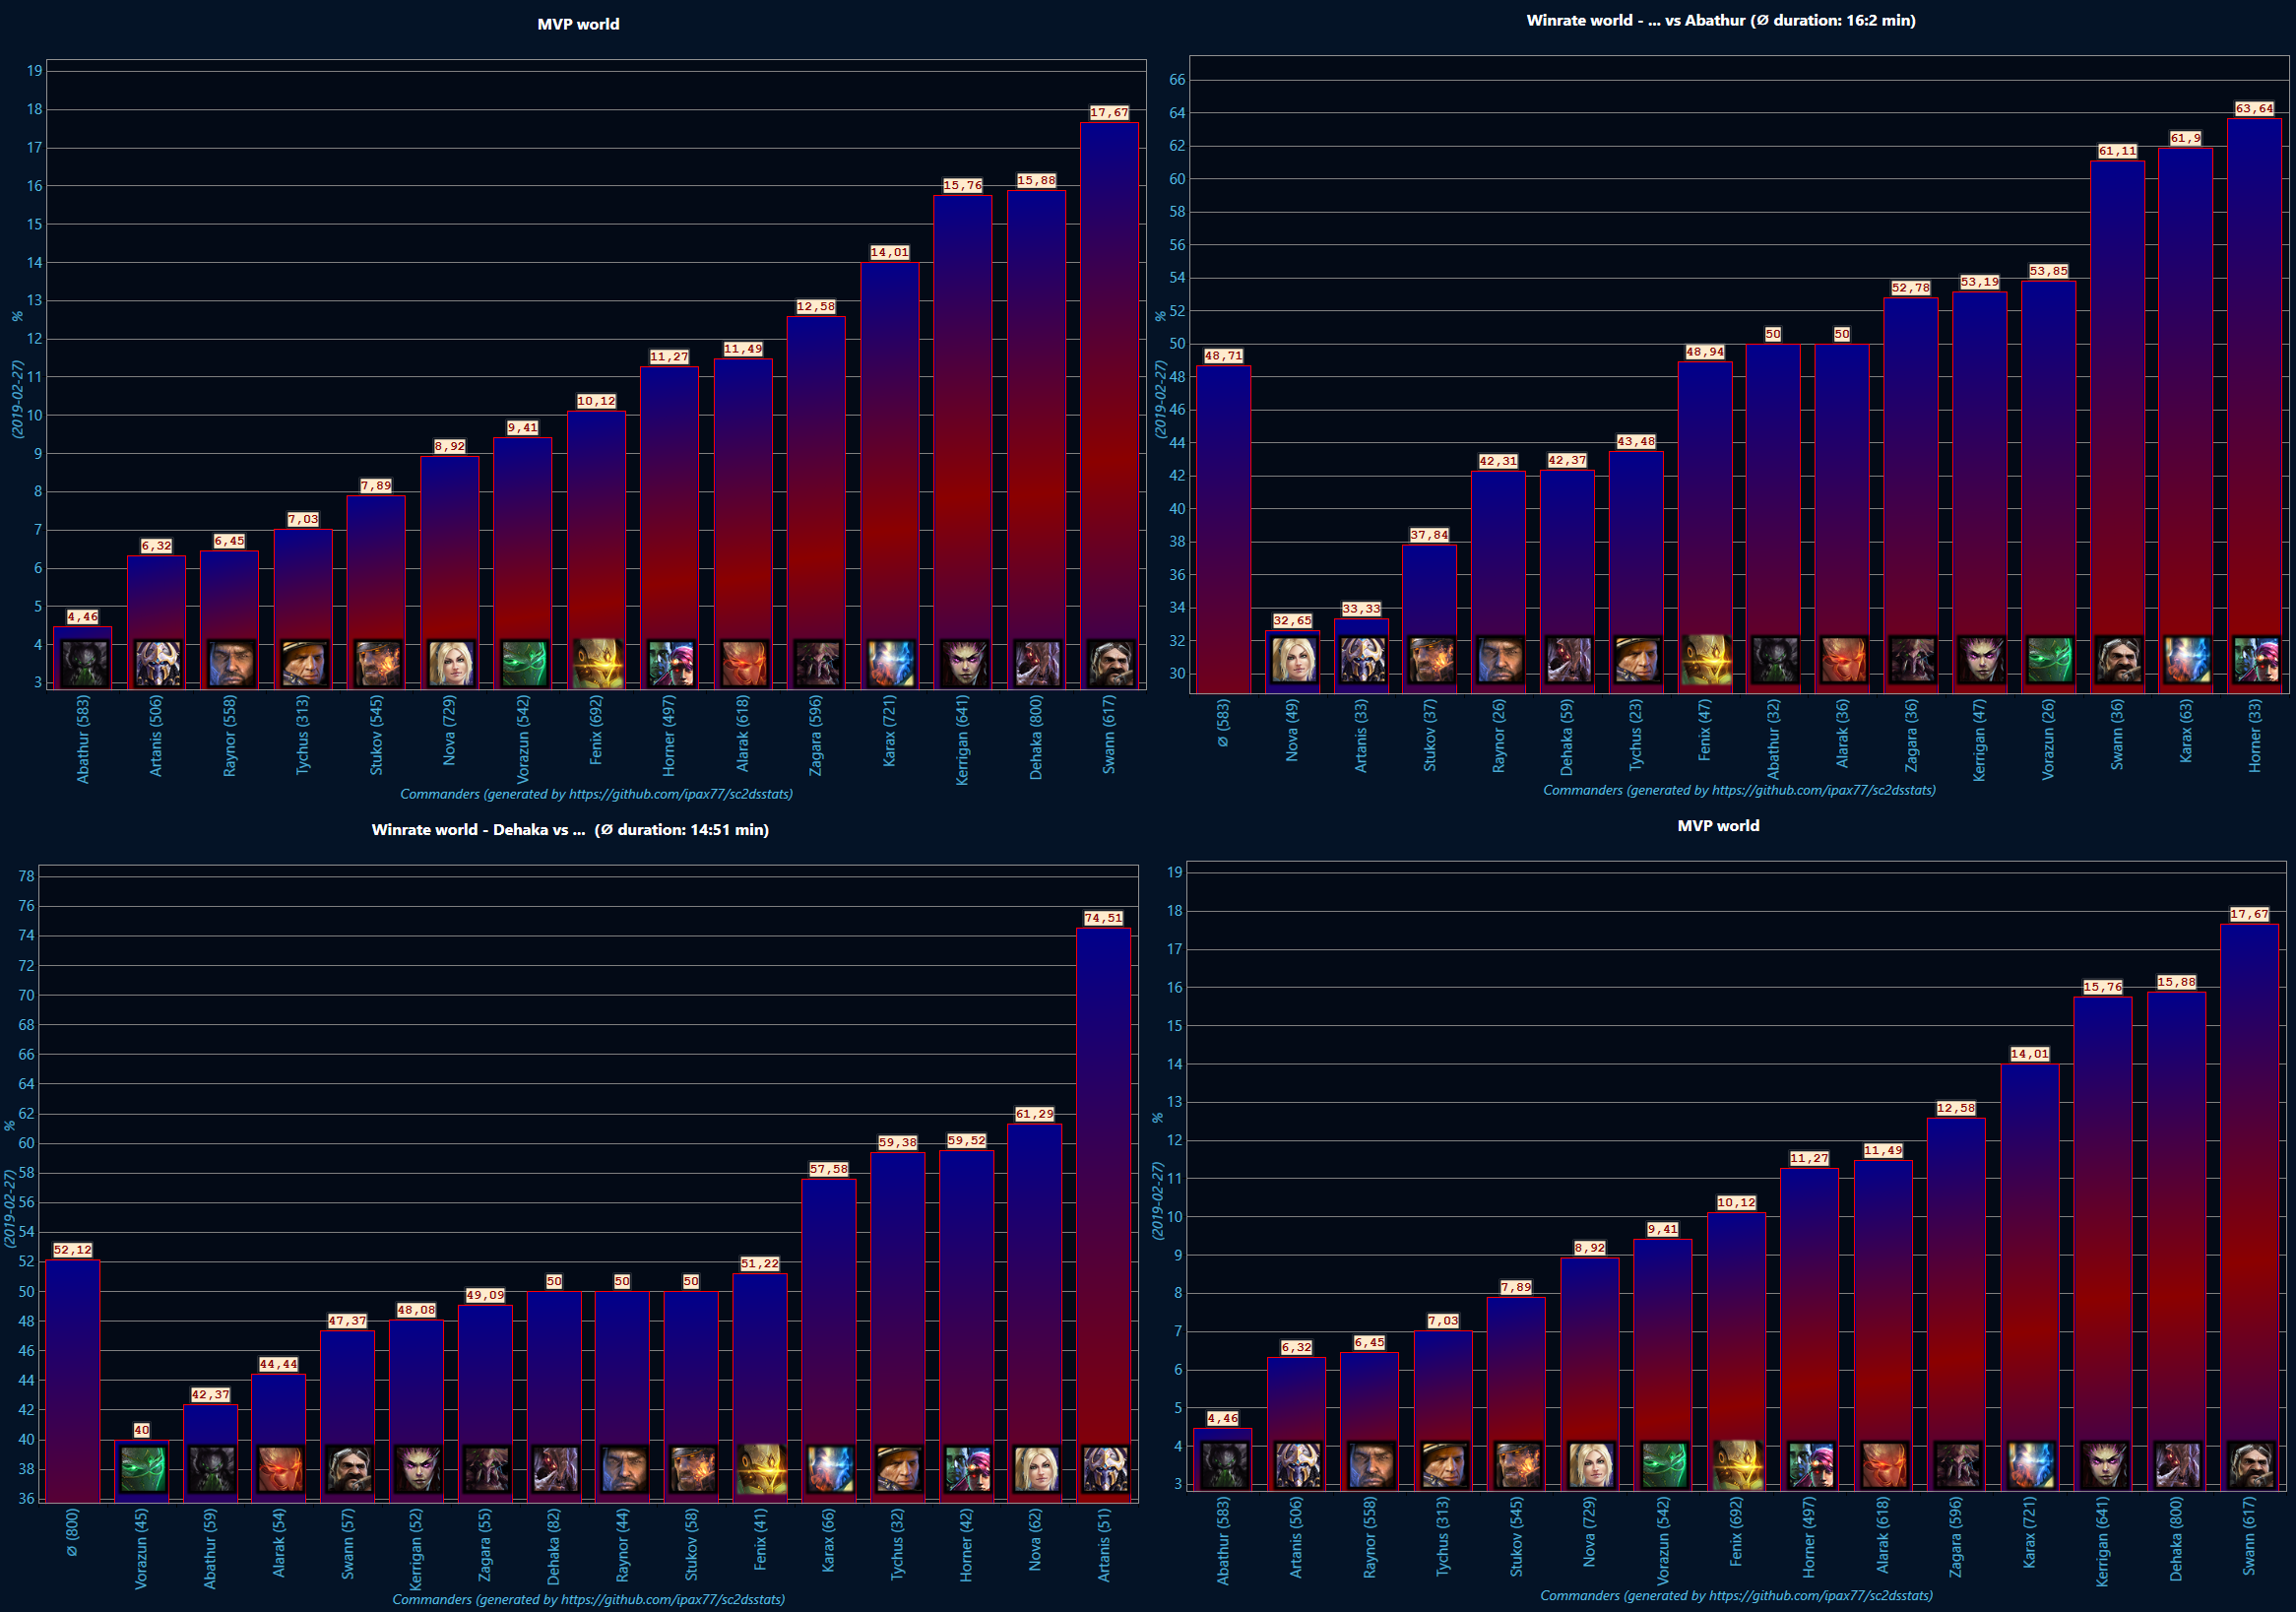 MVP world
19
18
17
16
15
14
13
12
11
10
9
8
7
6
5
4
3
%
(2019-02-27)
4,46
6,32
6,45
7,03
7,89
8,92
9,41
10,12
11,27
11,49
12,58
14,01
15,76
15,88
17,67
Abathur (583)
Artanis (506)
Raynor (558)
Tychus (313)
Stukov (545)
Nova (729)
Vorazun (542)
Fenix (692)
Horner (497)
Alarak (618)
Zagara (596)
Karax (721)
Kerrigan (641)
Dehaka (800)
Swann (617)
Commanders (generated by https://github.com/ipax77/sc2dsstats)
Winrate world - ... vs Abathur (Ø duration: 16:2 min)
66
64
62
60
58
56
54
52
50
48
46
44
42
40
38
36
34
32
30
%
(2019-02-27)
48,71
32,65
33,33
37,84
42,31
42,37
43,48
48,94
50
50
52,78
53,19
53,85
61,11
61,9
63,64
Ø (583)
Nova (49)
Artanis (33)
Stukov (37)
Raynor (26)
Dehaka (59)
Tychus (23)
Fenix (47)
Abathur (32)
Alarak (36)
Zagara (36)
Kerrigan (47)
Vorazun (26)
Swann (36)
Karax (63)
Horner (33)
Commanders (generated by https://github.com/ipax77/sc2dsstats)
Winrate world - Dehaka vs ... (Ø duration: 14:51 min)
78
76
74
72
70
68
66
64
62
60
58
56
54
52
50
48
46
44
42
40
38
36
%
(2019-02-27)
52,12
40
42,37
44,44
47,37
48,08
49,09
50
50
50
51,22
57,58
59,38
59,52
61,29
74,51
Ø (800)
Vorazun (45)
Abathur (59)
Alarak (54)
Swann (57)
Kerrigan (52)
Zagara (55)
Dehaka (82)
Raynor (44)
Stukov (58)
Fenix (41)
Karax (66)
Tychus (32)
Horner (42)
Nova (62)
Artanis (51)
Commanders (generated by https://github.com/ipax77/sc2dsstats)
MVP world
19
18
17
16
15
14
13
12
11
10
9
8
7
6
5
4
3
%
(2019-02-27)
4,46
6,32
6,45
7,03
7,89
8,92
9,41
10,12
11,27
11,49
12,58
14,01
15,76
15,88
17,67
Abathur (583)
Artanis (506)
Raynor (558)
Tychus (313)
Stukov (545)
Nova (729)
Vorazun (542)
Fenix (692)
Horner (497)
Alarak (618)
Zagara (596)
Karax (721)
Kerrigan (641)
Dehaka (800)
Swann (617)
Commanders (generated by https://github.com/ipax77/sc2dsstats)